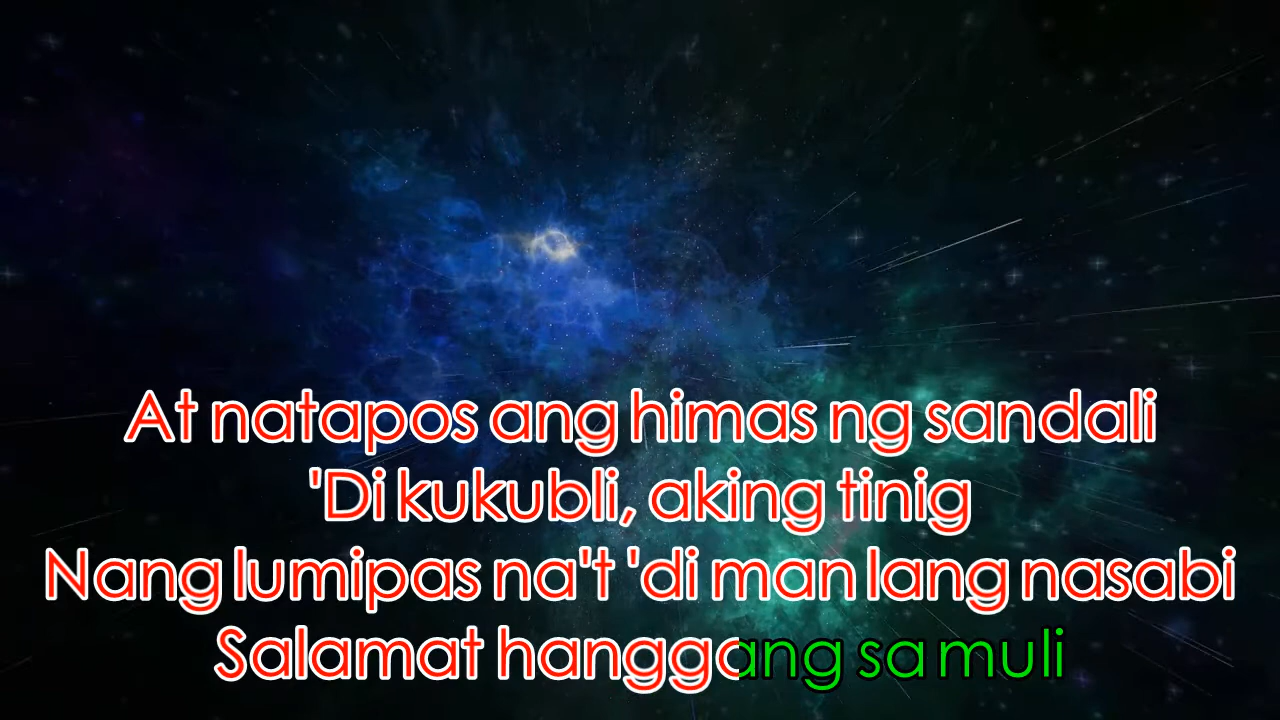 At natapos ang himas ng sandali
'Di kukubli, aking tinig
Nang lumipas na't 'di man lang nasabi
Salamat hanggang sa muli